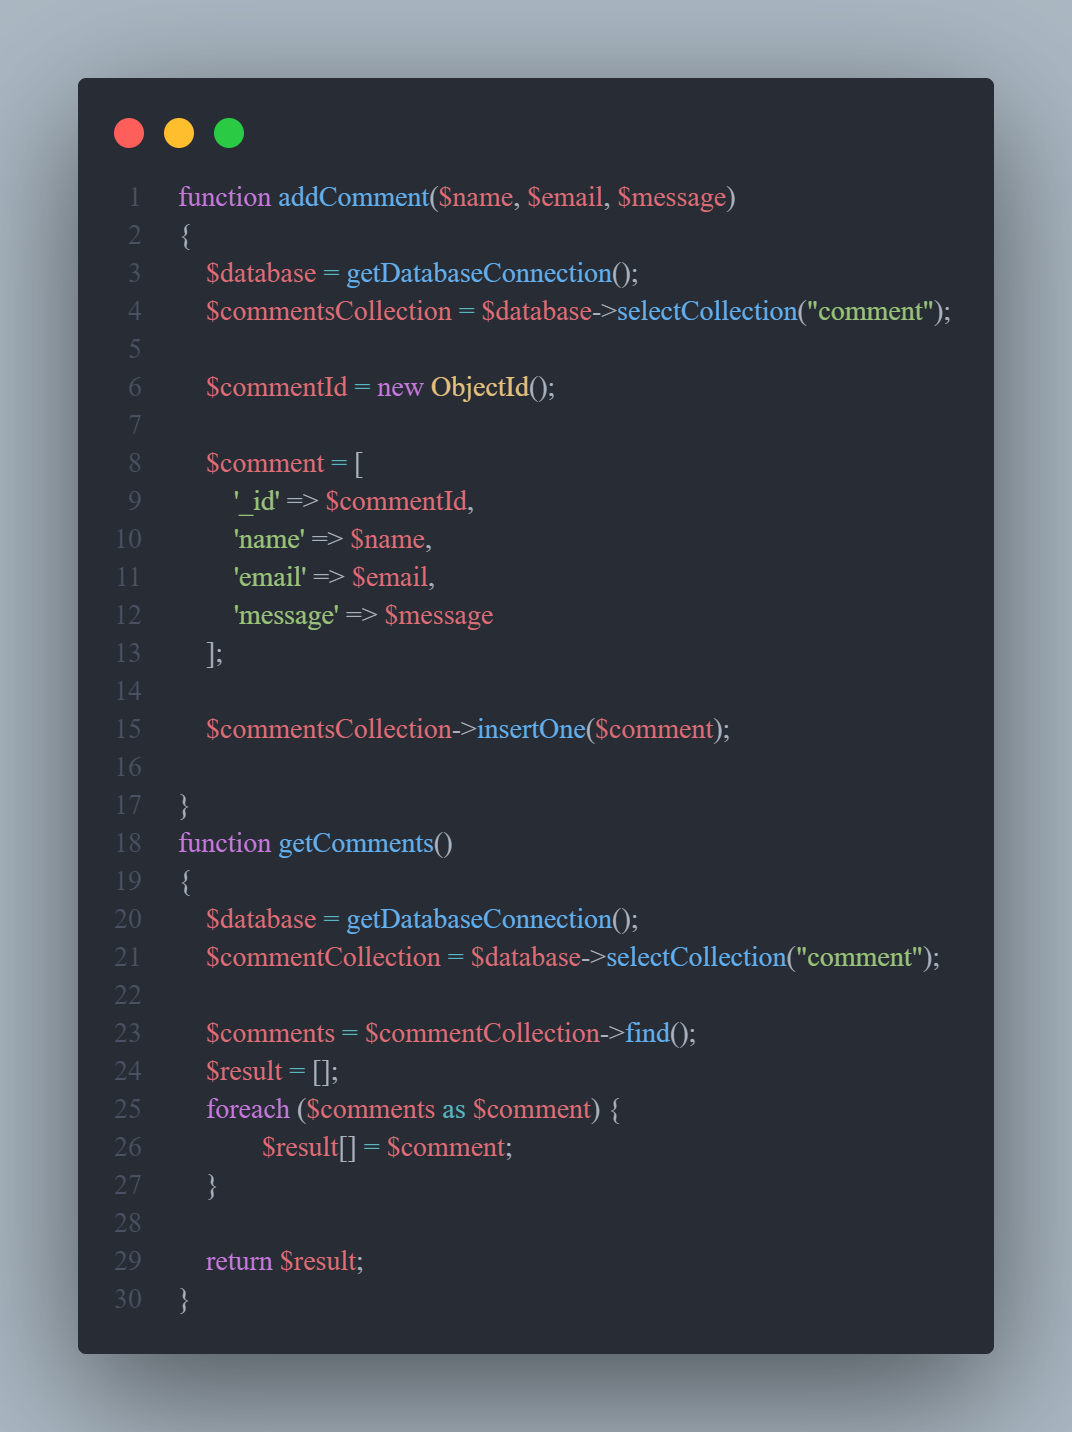 1 function addComment($name, $email, $message)
2 {
3     $database = getDatabaseConnection();
4     $commentsCollection = $database->selectCollection("comment");
5
6     $commentId = new ObjectId();
7
8     $comment = [
9         '_id' => $commentId,
10         'name' => $name,
11         'email' => $email,
12         'message' => $message
13     ];
14
15     $commentsCollection->insertOne($comment);
16
17 }
18 function getComments()
19 {
20     $database = getDatabaseConnection();
21     $commentCollection = $database->selectCollection("comment");
22
23     $comments = $commentCollection->find();
24     $result = [];
25     foreach ($comments as $comment) {
26             $result[] = $comment;
27     }
28
29     return $result;
30 }